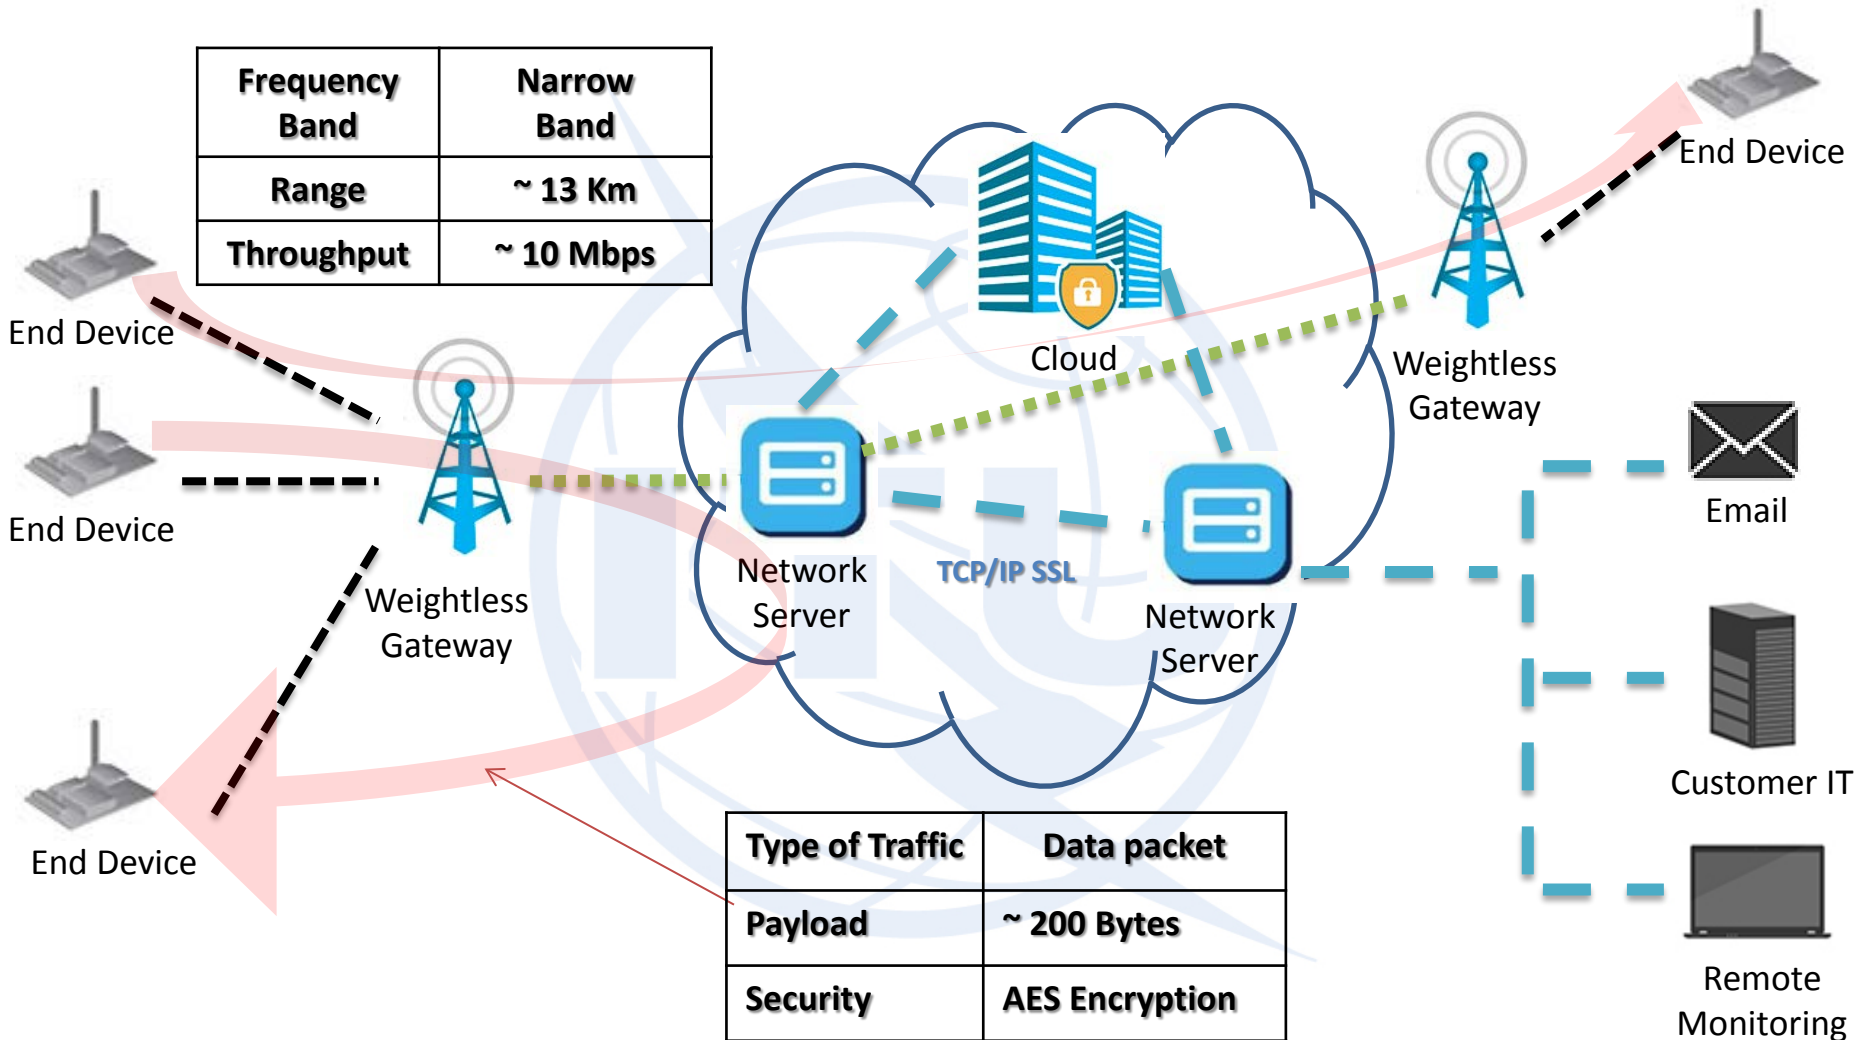 Frequency Band
Narrow Band
Range
~ 13 Km
Throughput
~ 10 Mbps
End Device
End Device
End Device
End Device
Weightless
Gateway
Weightless
Gateway
Cloud
Network
Server
TCP/IP SSL
Network
Server
Email
Customer IT
Remote
Monitoring
Type of Traffic
Data packet
Payload
~ 200 Bytes
Security
AES Encryption
ITU